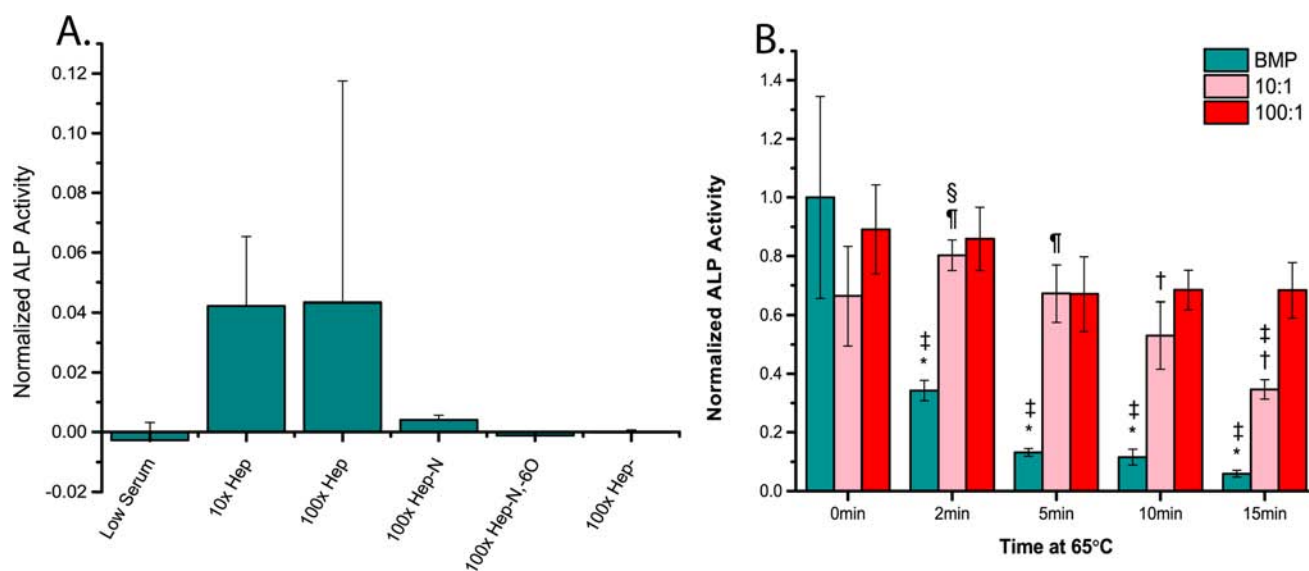 A.
Normalized ALP Activity
0.12
0.10
0.08
0.06
0.04
0.02
0.00
-0.02
Low Serum
10x Hep
100x Hep
100x Hep-N
100x Hep-N,-6O
100x Hep-
B.
BMP
10:1
100:1
Normalized ALP Activity
1.4
1.2
1.0
0.8
0.6
0.4
0.2
0.0
‡
*
§
¶
‡
*
¶
‡
*
†
‡
*
‡
†
0min
2min
5min
10min
15min
Time at 65°C